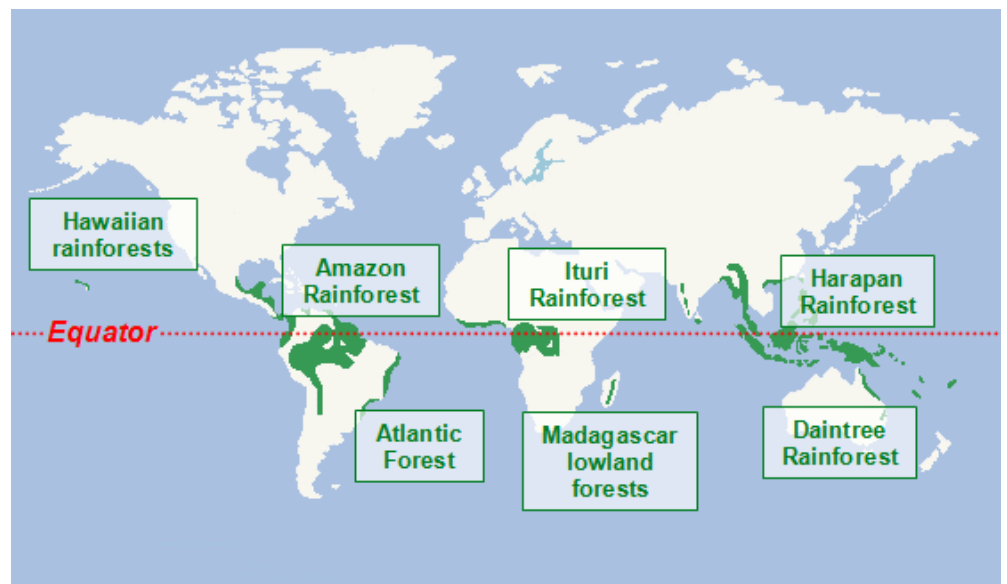 Hawaiian
rainforests
Amazon
Rainforest
Ituri
Rainforest
Harapan
Rainforest
Equator
Atlantic
Forest
Madagascar
lowland
forests
Daintree
Rainforest